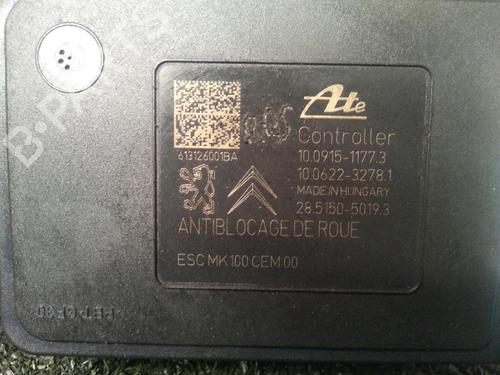 Ate
Controller
10.0915-1177.3
10.0622-3278.1
MADE IN HUNGARY
28.5150-5019.3
613126001BA
ANTIBLOCAGE DE ROUE
ESC MK100 CEM 00
B-PARTS